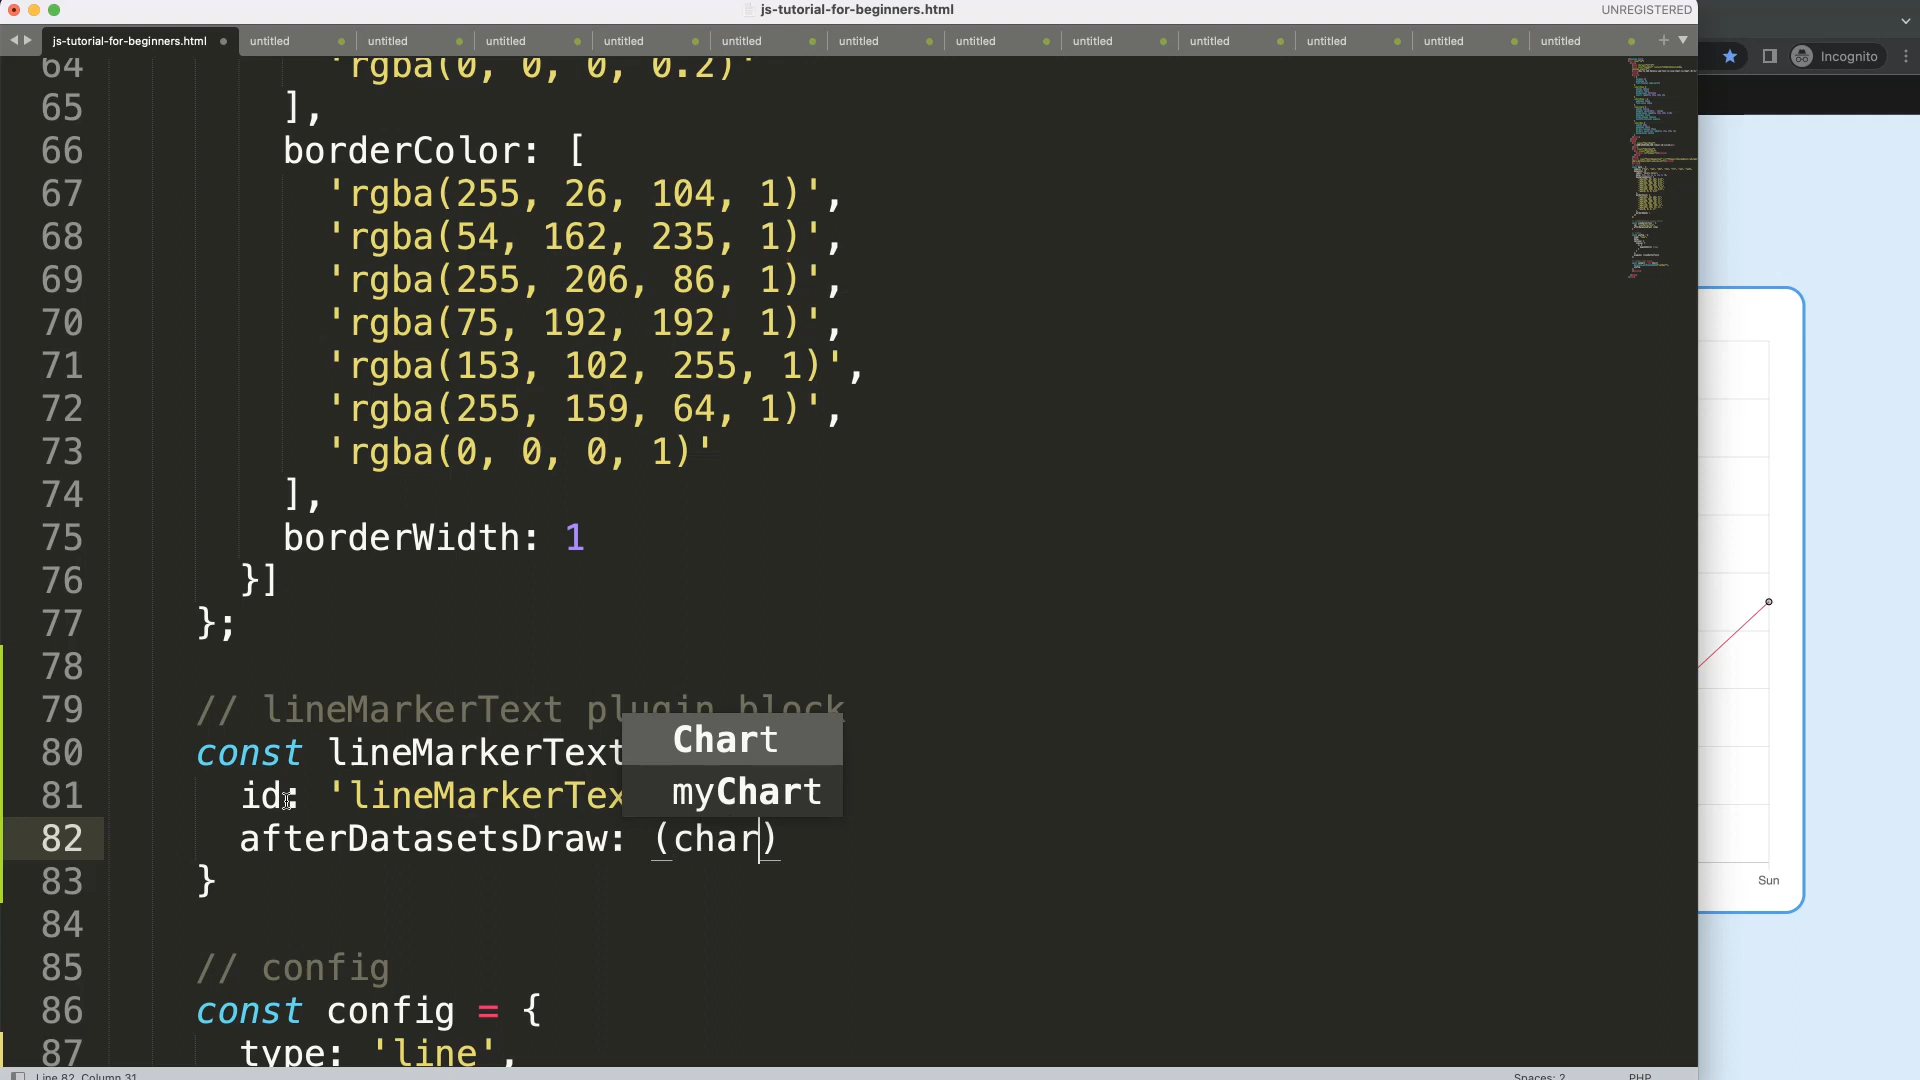 js-tutorial-for-beginners.html
UNREGISTERED
js-tutorial-for-beginners.html untitled untitled untitled untitled untitled untitled untitled untitled untitled untitled untitled untitled
Incognito
64 'rgba(0, 0, 0, 0.2)'
65 ],
66 borderColor: [
67 'rgba(255, 26, 104, 1)',
68 'rgba(54, 162, 235, 1)',
69 'rgba(255, 206, 86, 1)',
70 'rgba(75, 192, 192, 1)',
71 'rgba(153, 102, 255, 1)',
72 'rgba(255, 159, 64, 1)',
73 'rgba(0, 0, 0, 1)'
74 ],
75 borderWidth: 1
76 }]
77 };
78
79 // lineMarkerText plugin block
Chart
80 const lineMarkerText
myChart
81 id: 'lineMarkerTex
82 afterDatasetsDraw: (char)
83 }
Sun
84
85 // config
86 const config = {
87 type: 'line',
Line 82, Column 31
Spaces: 2
PHP